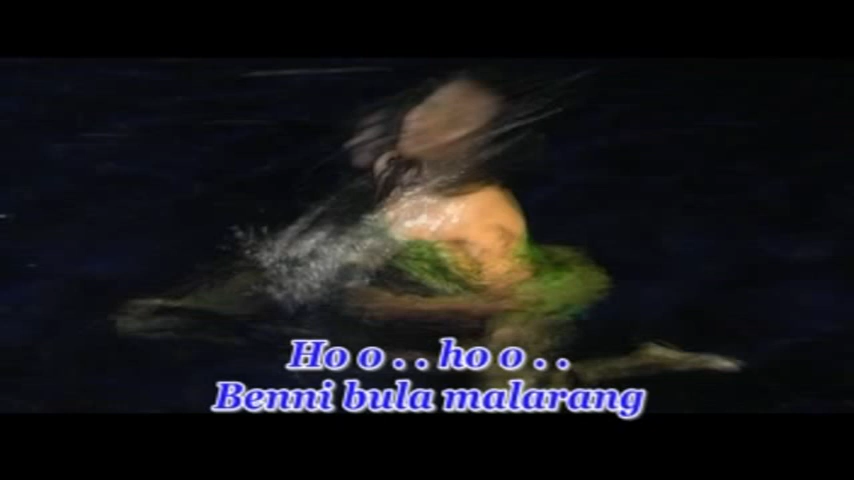 Ho o . . ho o . .
Benni bula malarang